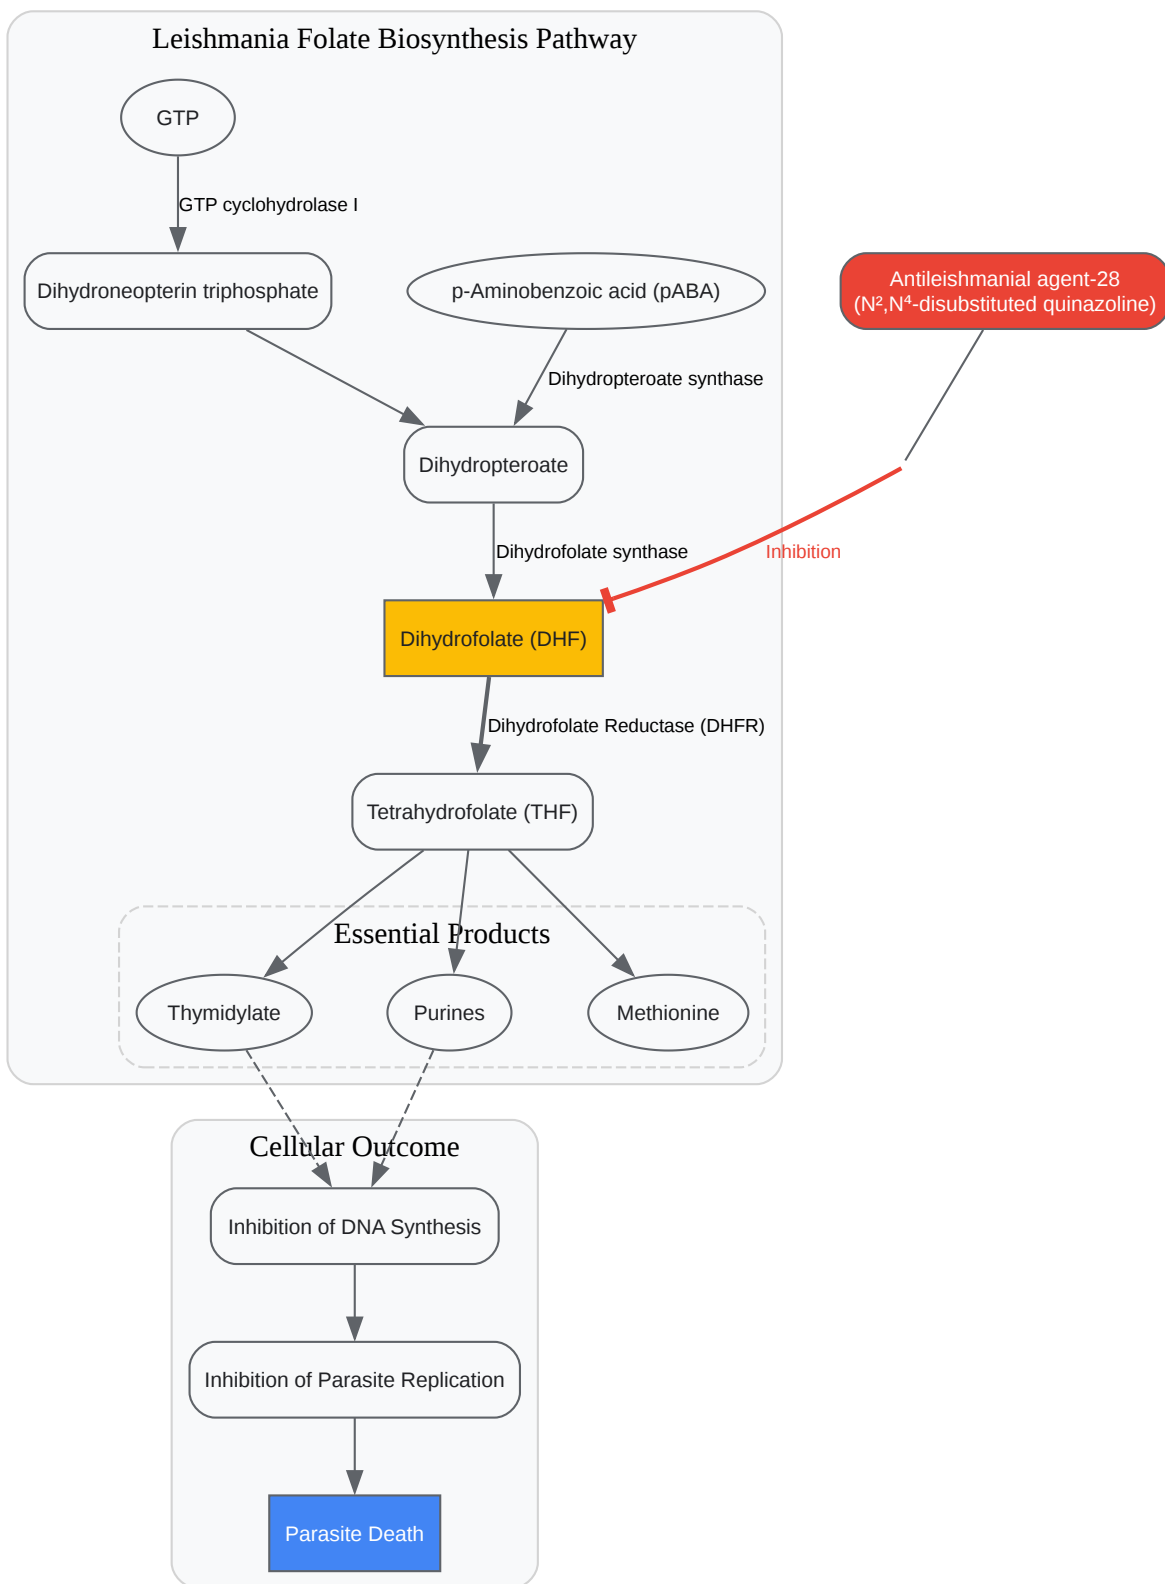 Leishmania Folate Biosynthesis Pathway
GTP
GTP cyclohydrolase I
Dihydroneopterin triphosphate
p-Aminobenzoic acid (pABA)
Antileishmanial agent-28
(N²,N⁴-disubstituted quinazoline)
Dihydropteroate synthase
Dihydropteroate
Dihydrofolate synthase
Inhibition
Dihydrofolate (DHF)
Dihydrofolate Reductase (DHFR)
Tetrahydrofolate (THF)
Essential Products
Thymidylate
Purines
Methionine
Cellular Outcome
Inhibition of DNA Synthesis
Inhibition of Parasite Replication
Parasite Death